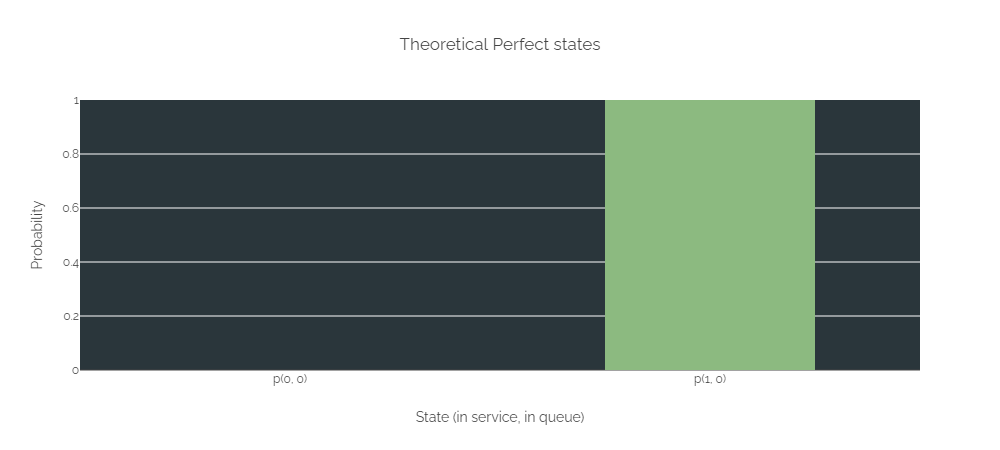 Theoretical Perfect states
1
0.8
0.6
0.4
0.2
0
Probability
p(0, 0)
p(1, 0)
State (in service, in queue)